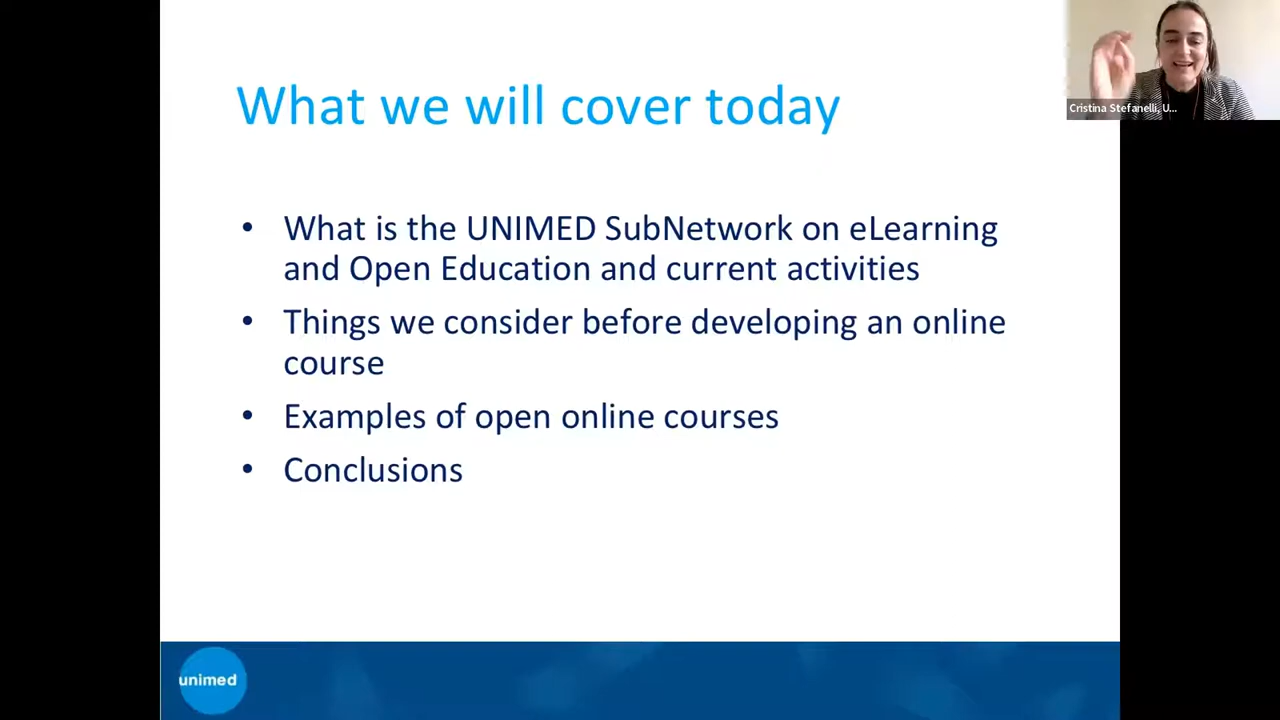 What we will cover today
Cristina Stefanelli, U...
• What is the UNIMED SubNetwork on eLearning
and Open Education and current activities
• Things we consider before developing an online
course
• Examples of open online courses
• Conclusions
unimed